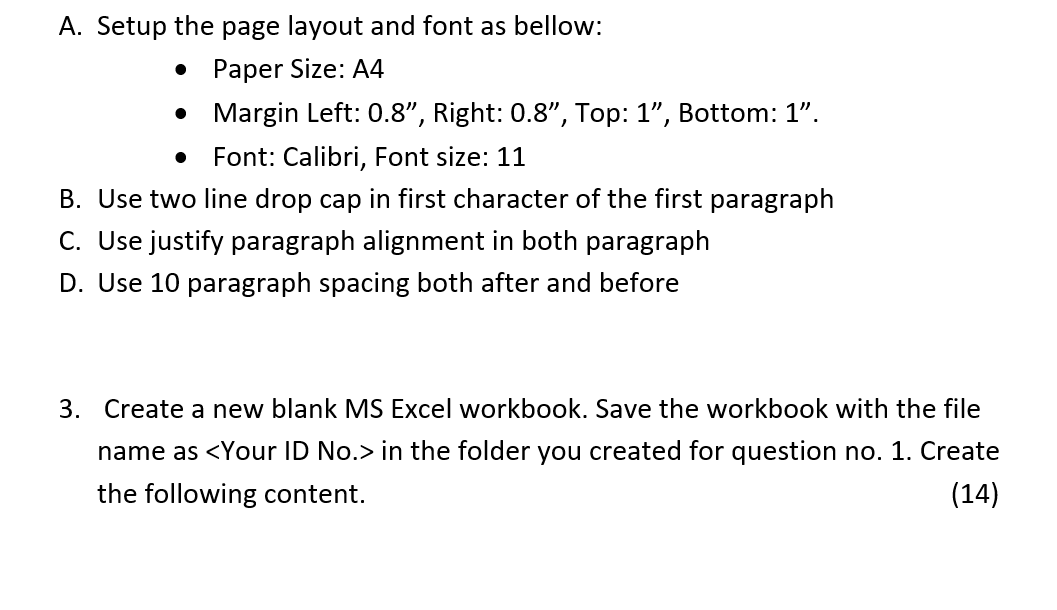 A. Setup the page layout and font as bellow:
• Paper Size: A4
• Margin Left: 0.8”, Right: 0.8”, Top: 1”, Bottom: 1”.
• Font: Calibri, Font size: 11
B. Use two line drop cap in first character of the first paragraph
C. Use justify paragraph alignment in both paragraph
D. Use 10 paragraph spacing both after and before
3. Create a new blank MS Excel workbook. Save the workbook with the file
name as <Your ID No.> in the folder you created for question no. 1. Create
the following content. (14)